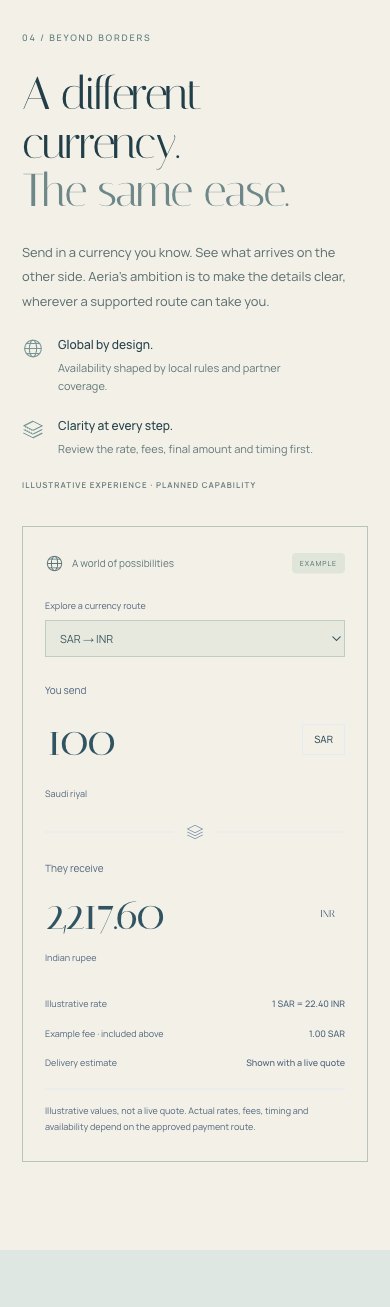 04 / BEYOND BORDERS
A different
currency.
The same ease.
Send in a currency you know. See what arrives on the
other side. Aeria's ambition is to make the details clear,
wherever a supported route can take you.
Global by design.
Availability shaped by local rules and partner
coverage.
Clarity at every step.
Review the rate, fees, final amount and timing first.
ILLUSTRATIVE EXPERIENCE · PLANNED CAPABILITY
A world of possibilities
EXAMPLE
Explore a currency route
SAR → INR
You send
100
SAR
Saudi riyal
They receive
2,217.60
INR
Indian rupee
Illustrative rate
1 SAR = 22.40 INR
Example fee · included above
1.00 SAR
Delivery estimate
Shown with a live quote
Illustrative values, not a live quote. Actual rates, fees, timing and
availability depend on the approved payment route.